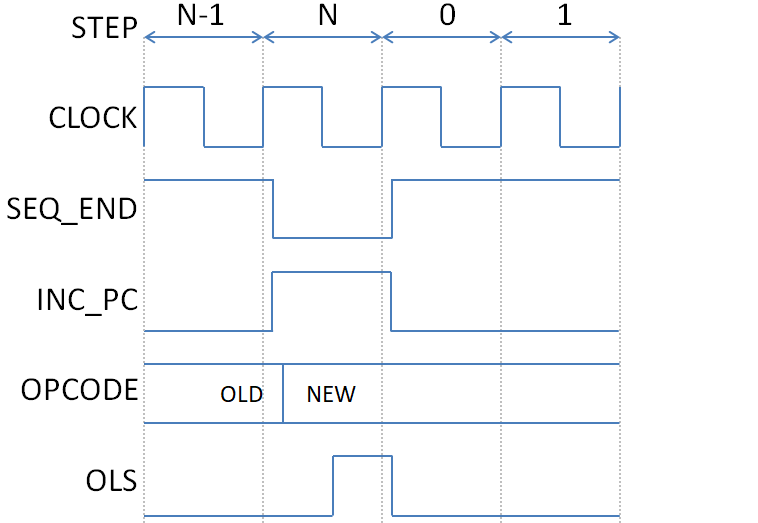 STEP N-1 N 0 1
CLOCK
SEQ_END
INC_PC
OPCODE OLD NEW
OLS